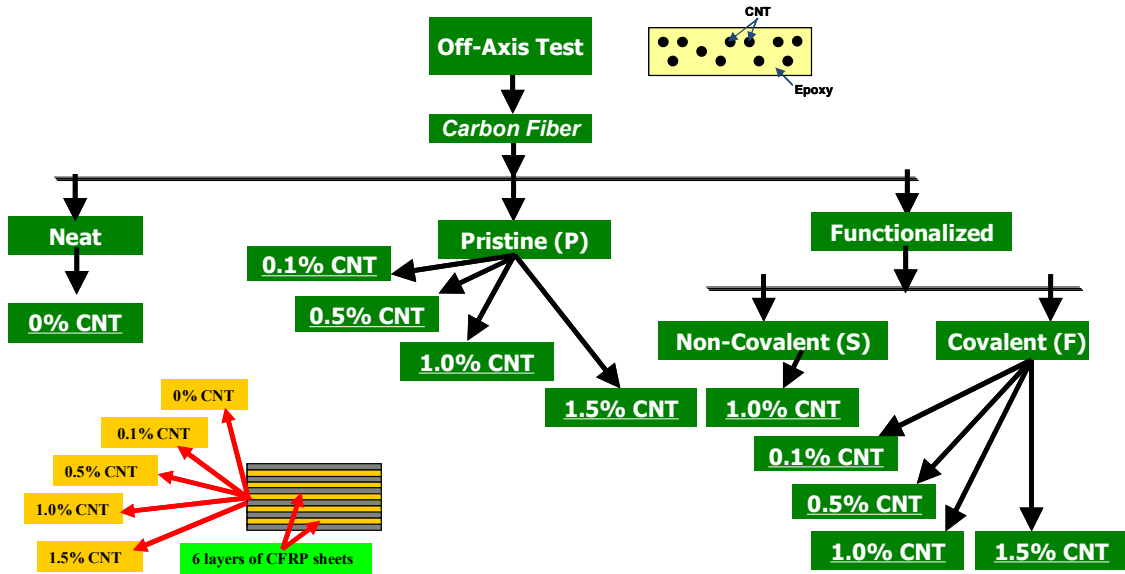 CNT
Off-Axis Test
Epoxy
Carbon Fiber
Neat
Pristine (P)
Functionalized
0.1% CNT
0% CNT
0.5% CNT
Non-Covalent (S)
Covalent (F)
1.0% CNT
1.5% CNT
1.0% CNT
0.1% CNT
0.5% CNT
1.0% CNT
1.5% CNT
0% CNT
0.1% CNT
0.5% CNT
1.0% CNT
1.5% CNT
6 layers of CFRP sheets